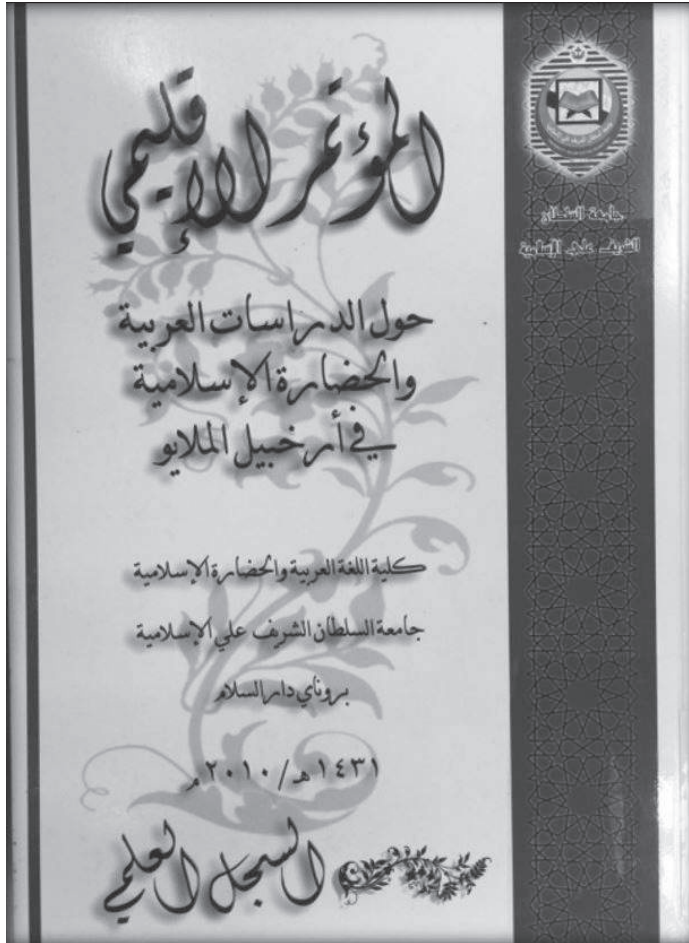 المؤتمر الإقليمي
حول الدراسات العربية
والحضارة الإسلامية
في أرخبيل الملايو
كلية اللغة العربية والحضارة الإسلامية
جامعة السلطان الشريف علي الإسلامية
بروناي دار السلام
١٤٣١هـ/٢٠١٠م
السجل العلمي
جامعة السلطان
الشريف علي الإسلامية